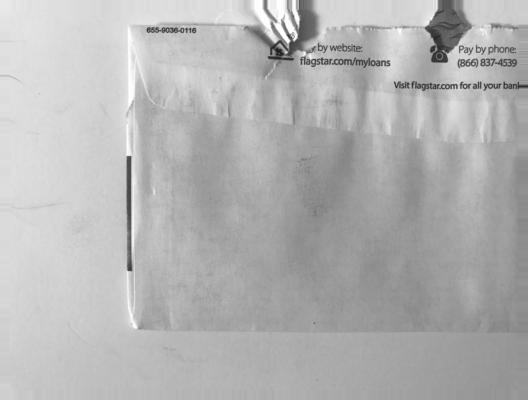 655-9036-0116
by website:
flagstar.com/myloans
Pay by phone:
(866) 837-4539
Visit flagstar.com for all your